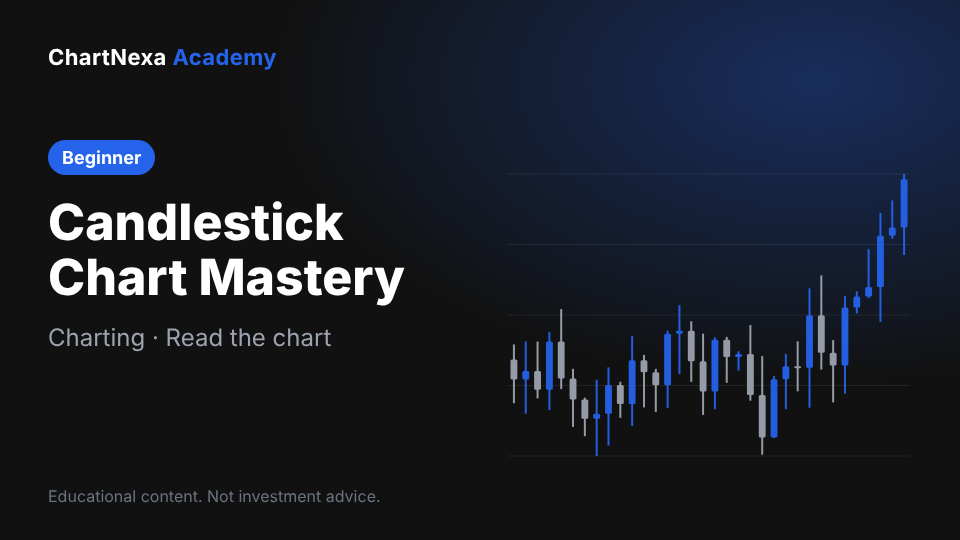 ChartNexa Academy
Beginner
Candlestick
Chart Mastery
Charting · Read the chart
Educational content. Not investment advice.